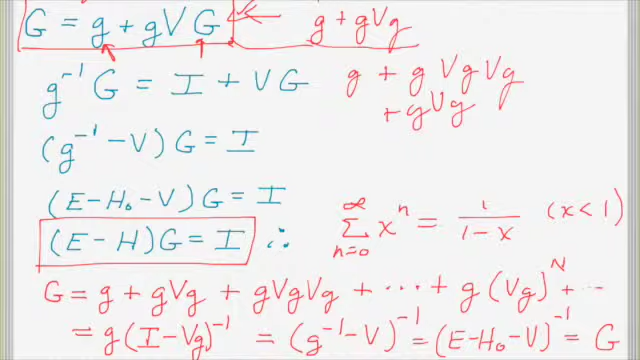 G = g + gVG   g + gVg
g⁻¹G = I + VG   g + gVgVg
+ gVg
(g⁻¹ − V)G = I
(E − H₀ − V)G = I
(E − H)G = I ∴   ∞∑n=0 xⁿ = 1/(1−x)   (x < 1)
G = g + gVg + gVgVg + ⋯ + g(Vg)ᴺ + ⋯
= g(I − Vg)⁻¹ = (g⁻¹ − V)⁻¹ = (E − H₀ − V)⁻¹ = G